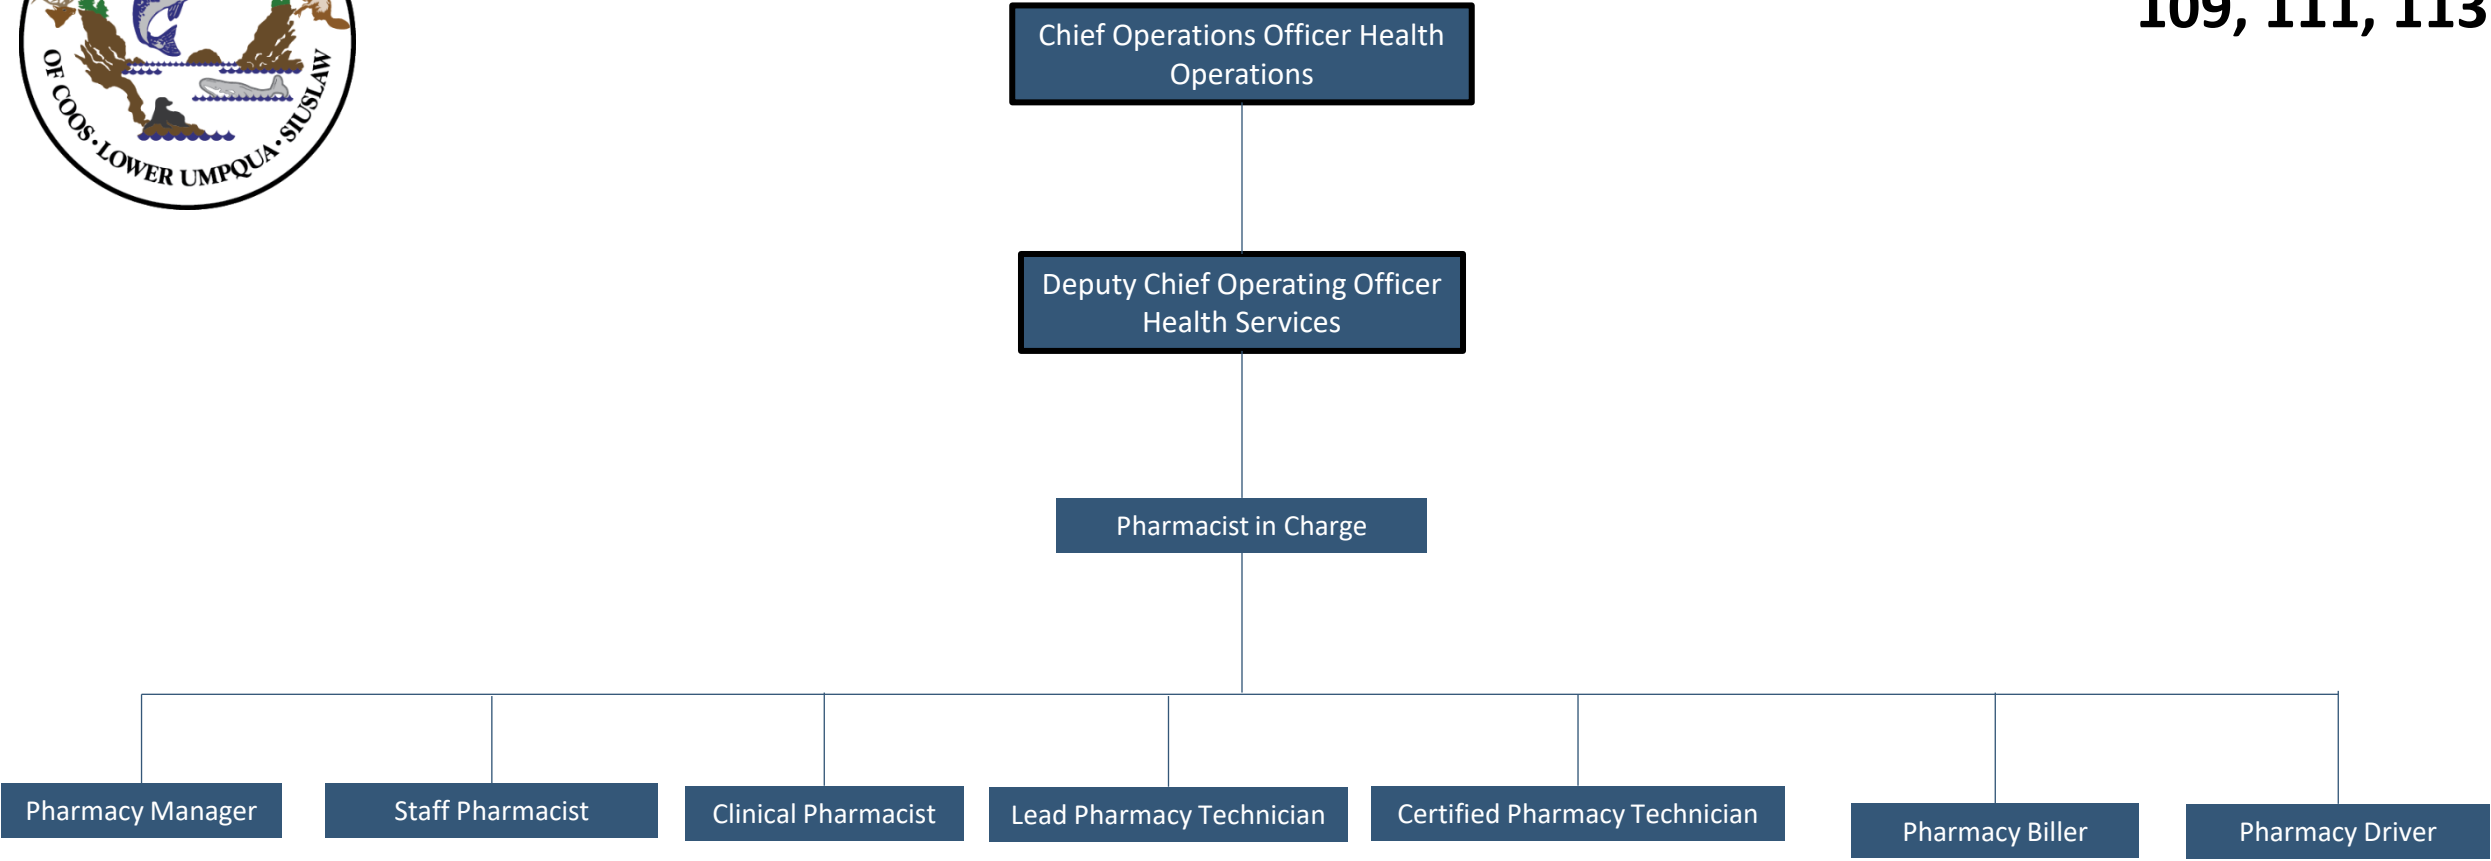 109, 111, 113
OF COOS · LOWER UMPQUA · SIUSLAW
Chief Operations Officer Health
Operations
Deputy Chief Operating Officer
Health Services
Pharmacist in Charge
Pharmacy Manager
Staff Pharmacist
Clinical Pharmacist
Lead Pharmacy Technician
Certified Pharmacy Technician
Pharmacy Biller
Pharmacy Driver